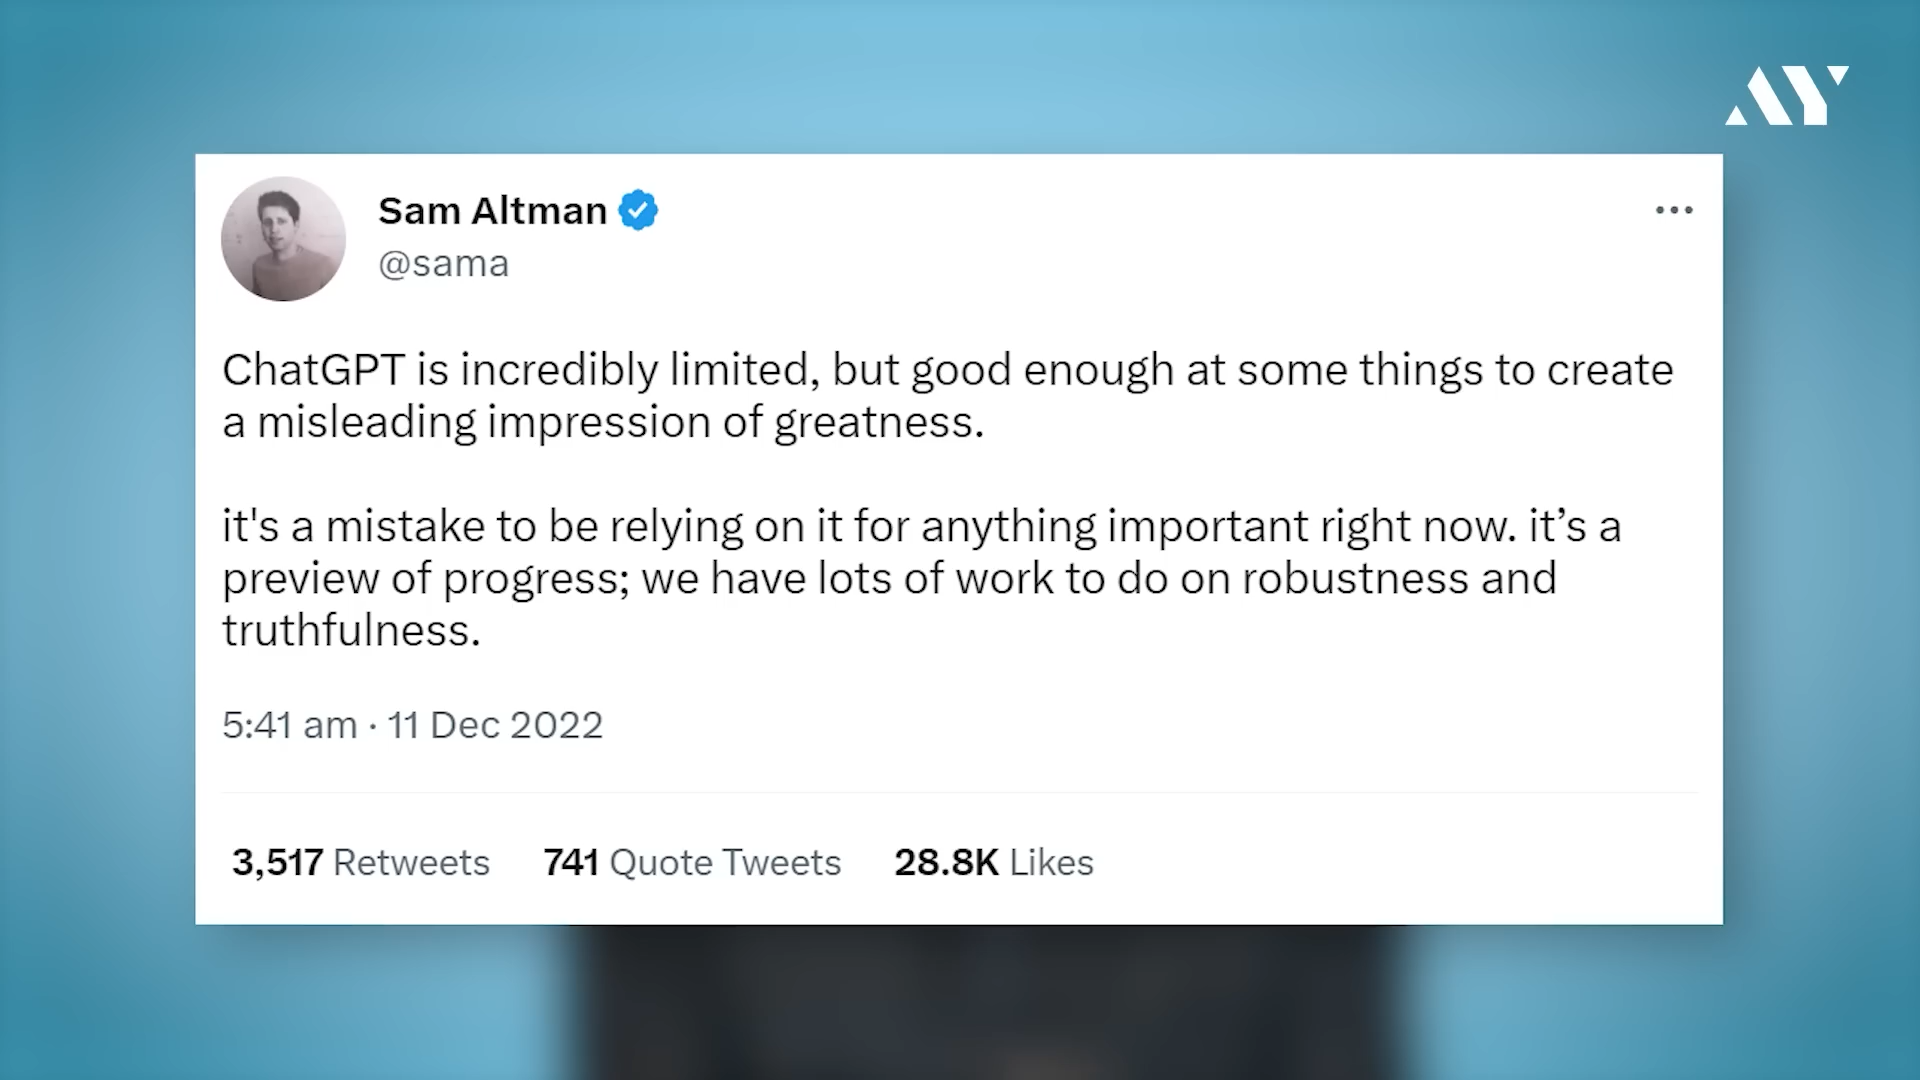 AY
Sam Altman
@sama
ChatGPT is incredibly limited, but good enough at some things to create
a misleading impression of greatness.
it's a mistake to be relying on it for anything important right now. it’s a
preview of progress; we have lots of work to do on robustness and
truthfulness.
5:41 am · 11 Dec 2022
3,517 Retweets 741 Quote Tweets 28.8K Likes